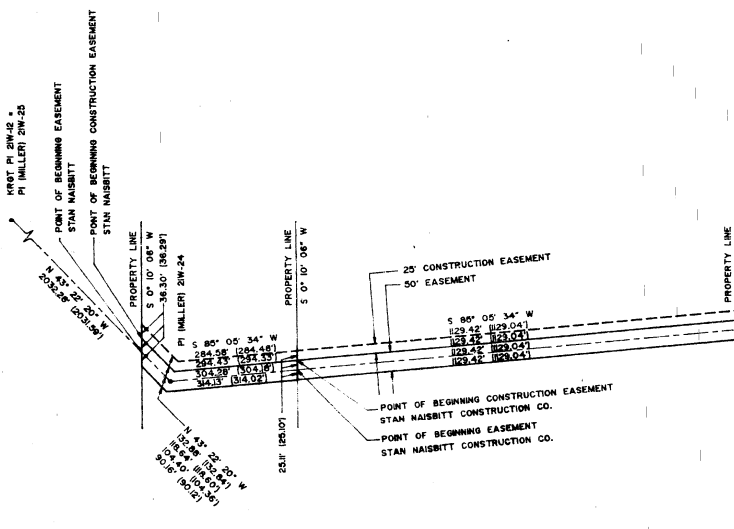 KRGT PI 21W-12 =
PI (MILLER) 21W-25
POINT OF BEGINNING EASEMENT
STAN NAISBITT
POINT OF BEGINNING CONSTRUCTION EASEMENT
STAN NAISBITT
PROPERTY LINE
S 0° 10' 06" W
36.30' (36.29')
PI (MILLER) 21W-24
N 43° 22' 20" W
2032.28' (2031.59')
PROPERTY LINE
S 0° 10' 06" W
25' CONSTRUCTION EASEMENT
50' EASEMENT
PROPERTY LINE
S 85° 05' 34" W
284.58' (284.48')
294.43' (294.33')
304.28' (304.18')
314.13' (314.02')
S 85° 05' 34" W
1129.42' (1129.04')
1129.42' (1129.04')
1129.42' (1129.04')
1129.42' (1129.04')
25.11' (25.10')
POINT OF BEGINNING CONSTRUCTION EASEMENT
STAN NAISBITT CONSTRUCTION CO.
POINT OF BEGINNING EASEMENT
STAN NAISBITT CONSTRUCTION CO.
N 43° 22' 20" W
132.88' (132.84')
118.64' (118.60')
104.40' (104.36')
90.16' (90.12')